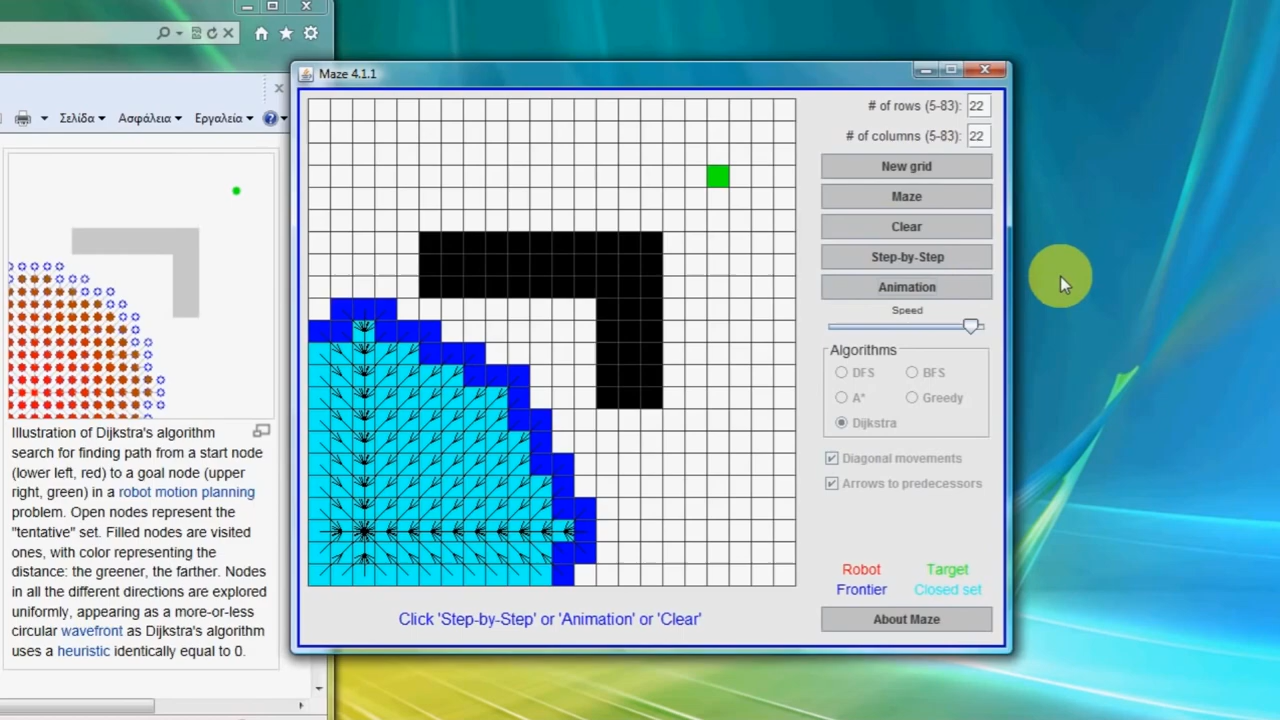 Σελίδα Ασφάλεια Εργαλεία
Illustration of Dijkstra's algorithm
search for finding path from a start node
(lower left, red) to a goal node (upper
right, green) in a robot motion planning
problem. Open nodes represent the
"tentative" set. Filled nodes are visited
ones, with color representing the
distance: the greener, the farther. Nodes
in all the different directions are explored
uniformly, appearing as a more-or-less
circular wavefront as Dijkstra's algorithm
uses a heuristic identically equal to 0.
Maze 4.1.1
# of rows (5-83): 22
# of columns (5-83): 22
New grid
Maze
Clear
Step-by-Step
Animation
Speed
Algorithms
DFS BFS
A* Greedy
Dijkstra
Diagonal movements
Arrows to predecessors
Robot Target
Frontier Closed set
About Maze
Click 'Step-by-Step' or 'Animation' or 'Clear'